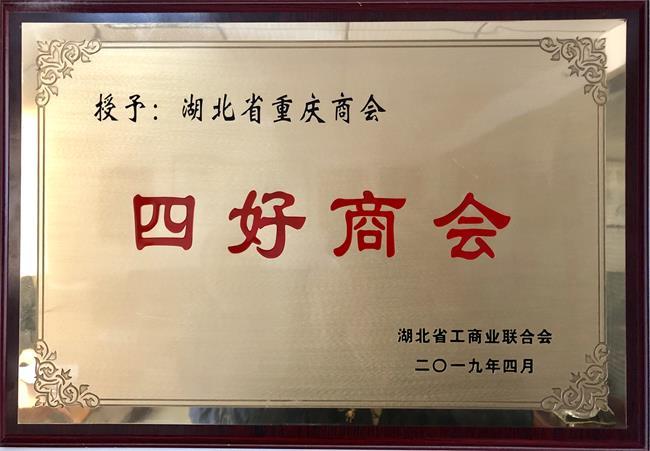 授予：湖北省重庆商会
四好商会
湖北省工商业联合会
二〇一九年四月